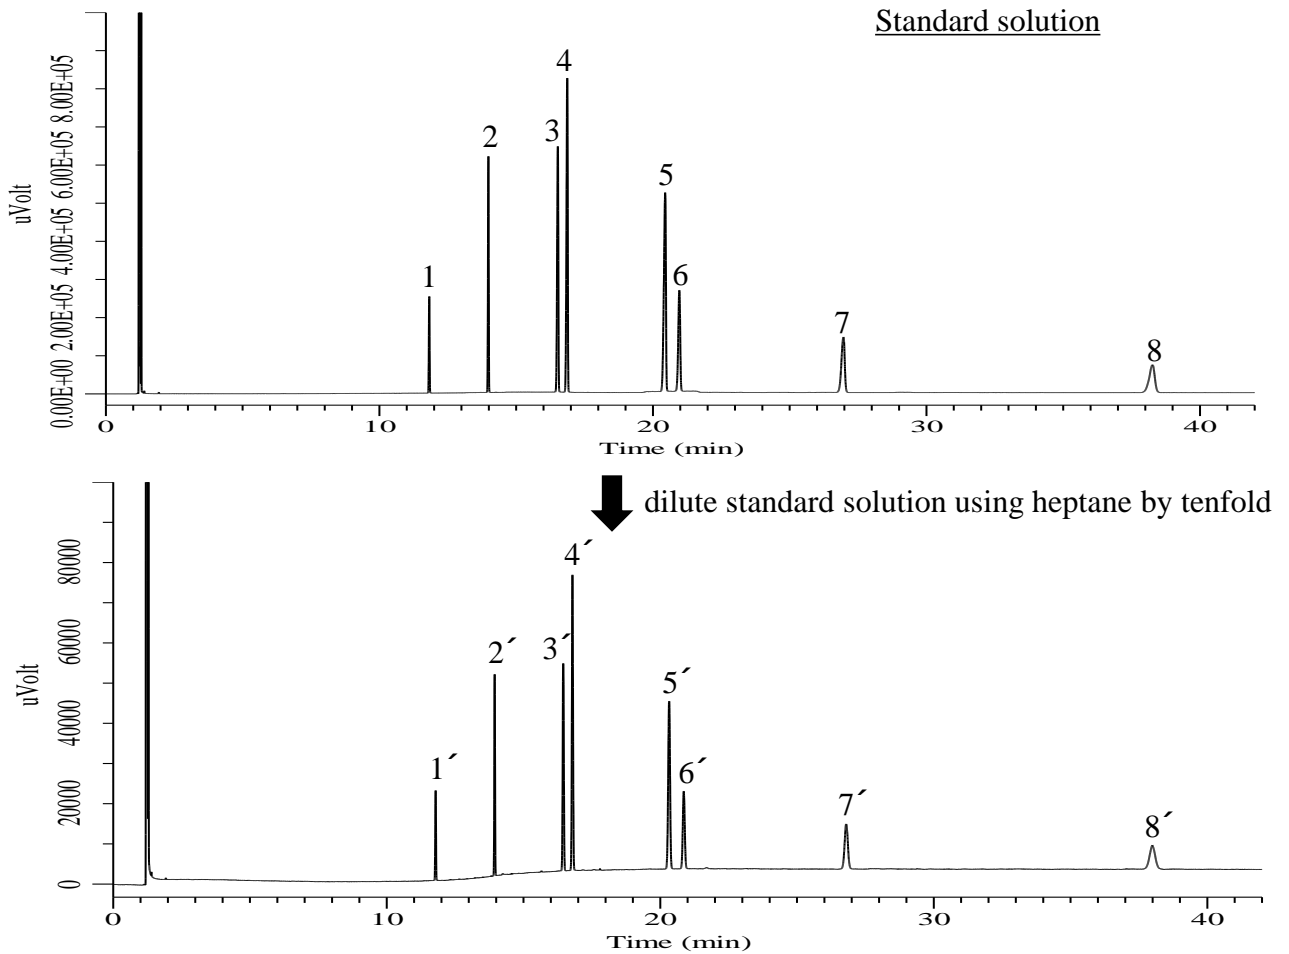 Standard solution
4
3
2
5
1
6
7
8
uVolt
0.00E+00 2.00E+05 4.00E+05 6.00E+05 8.00E+05
0 10 20 30 40
Time (min)
dilute standard solution using heptane by tenfold
4´
3´
2´
5´
1´
6´
7´
8´
uVolt
0 20000 40000 60000 80000
0 10 20 30 40
Time (min)